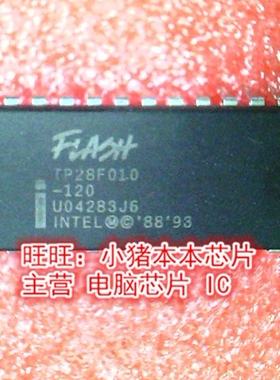 FLASH
TP28F010
-120
U04283J6
INTEL Ⓜ©'88'93
旺旺：小猪本本芯片
主营 电脑芯片 IC